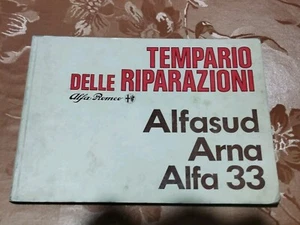 TEMPARIO
DELLE RIPARAZIONI
Alfa-Romeo
Alfasud
Arna
Alfa 33